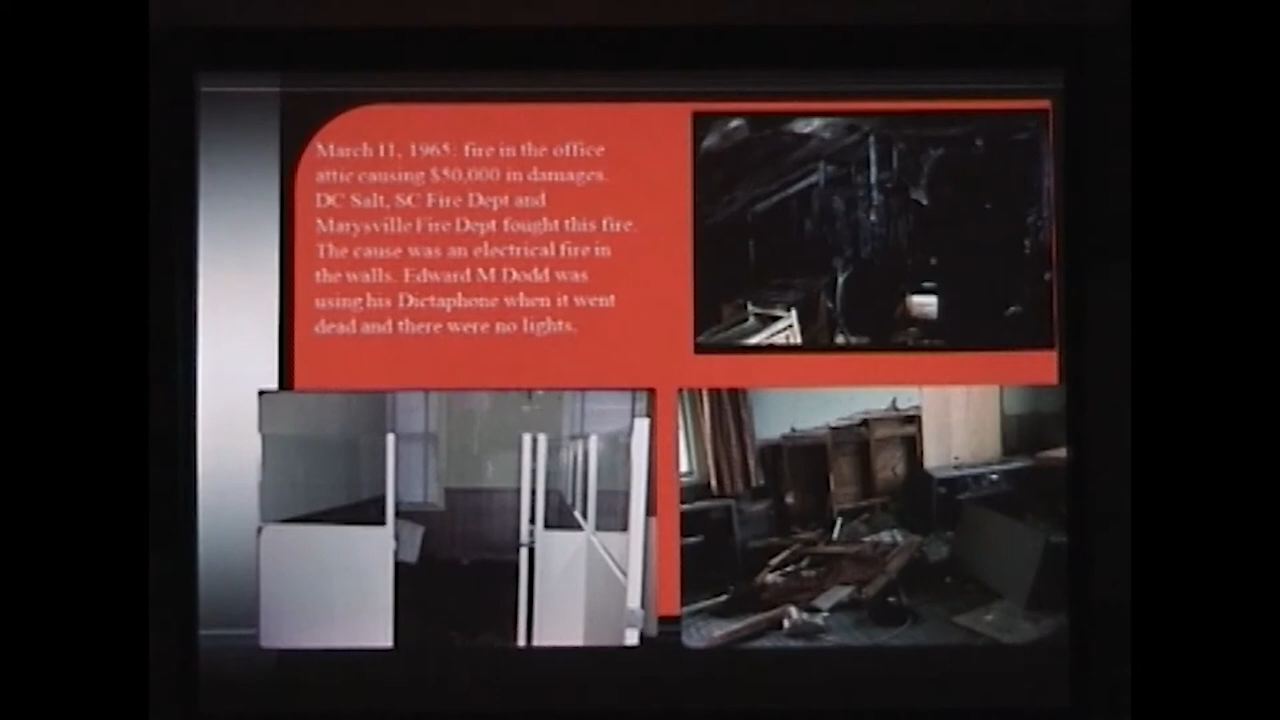 March 11, 1965: fire in the office
attic causing $50,000 in damages.
DC Salt, SC Fire Dept and
Marysville Fire Dept fought this fire.
The cause was an electrical fire in
the walls. Edward M Dodd was
using his Dictaphone when it went
dead and there were no lights.